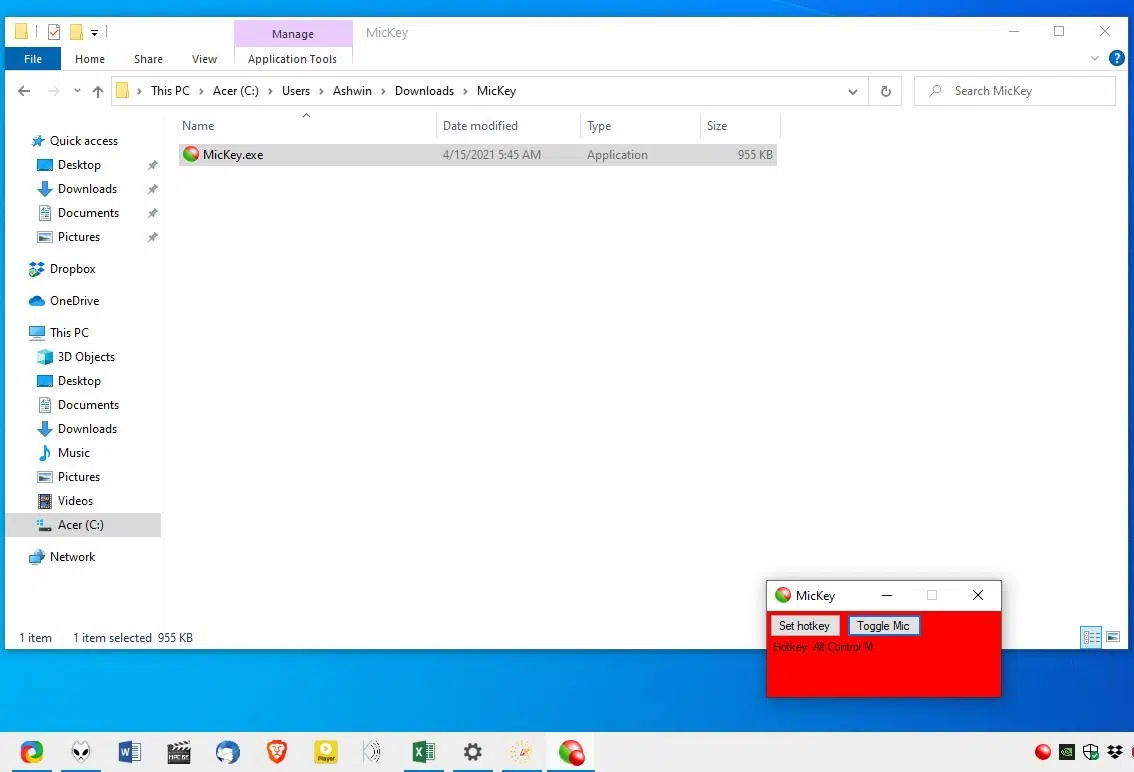 Manage
MicKey
File
Home
Share
View
Application Tools
?
This PC
Acer (C:)
Users
Ashwin
Downloads
MicKey
Search MicKey
Name
Date modified
Type
Size
MicKey.exe
4/15/2021 5:45 AM
Application
955 KB
Quick access
Desktop
Downloads
Documents
Pictures
Dropbox
OneDrive
This PC
3D Objects
Desktop
Documents
Downloads
Music
Pictures
Videos
Acer (C:)
Network
1 item
1 item selected 955 KB
MicKey
Set hotkey
Toggle Mic
Hotkey Alt Control M
Player